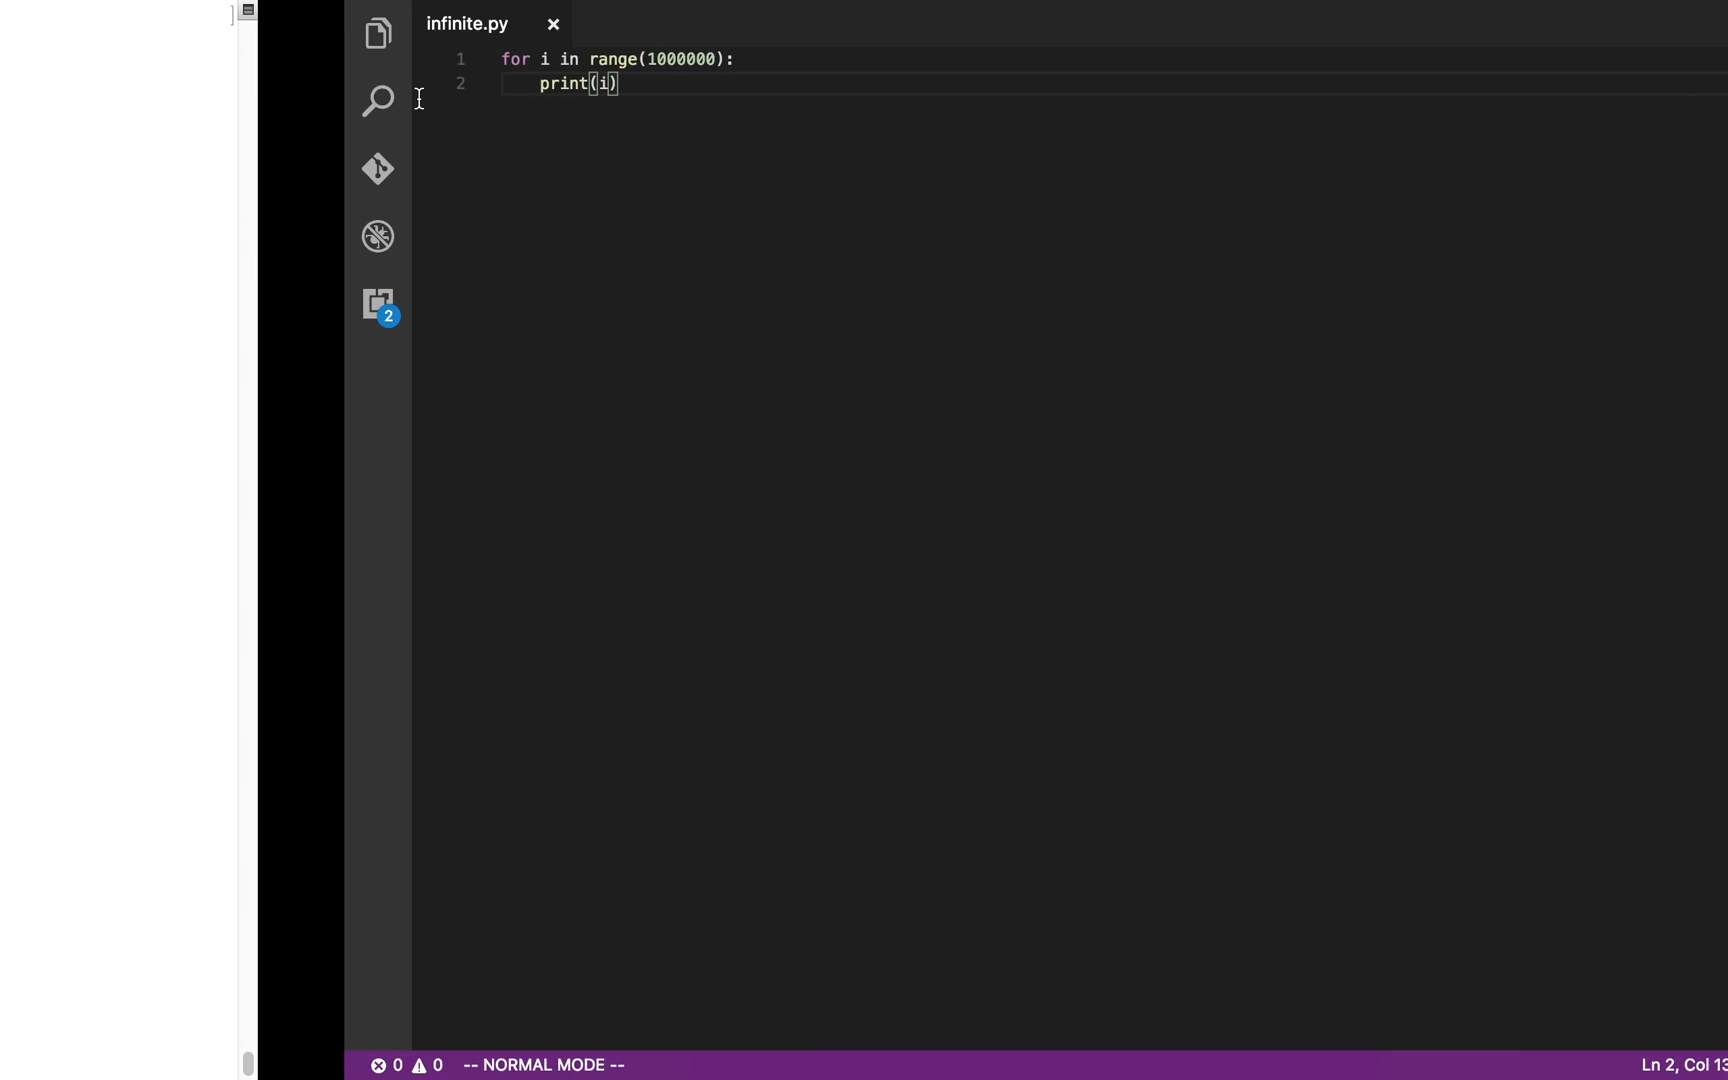 infinite.py
1 for i in range(1000000):
2 print(i)
2
0 0 -- NORMAL MODE --
Ln 2, Col 13